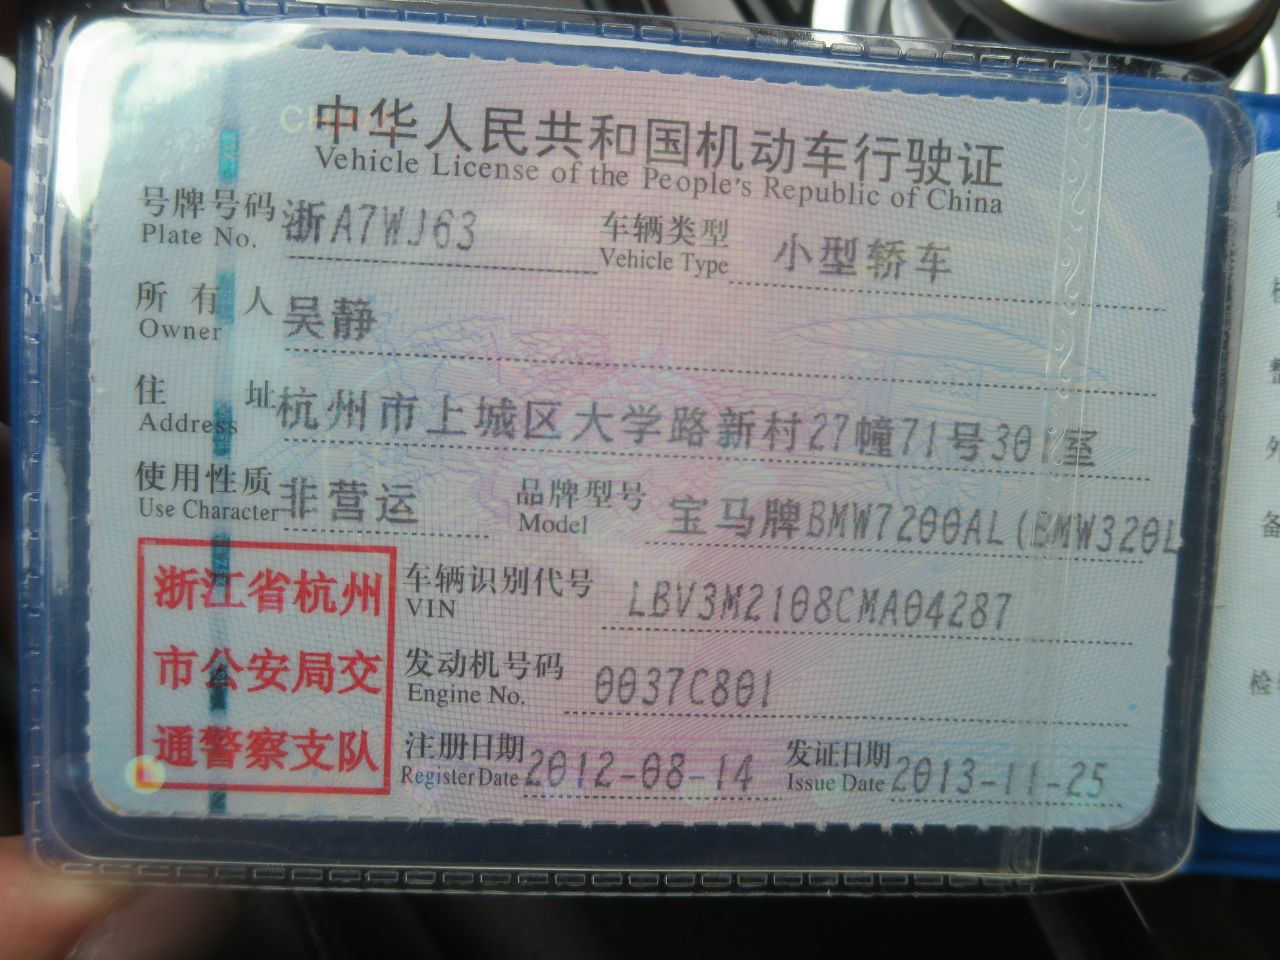 中华人民共和国机动车行驶证
Vehicle License of the People's Republic of China
号牌号码 浙A7WJ63 车辆类型 小型轿车
Plate No. Vehicle Type
所有人 吴静
Owner
住址 杭州市上城区大学路新村27幢71号301室
Address
使用性质 非营运 品牌型号 宝马牌BMW7200AL(BMW320L
Use Character Model
浙江省杭州
市公安局交
通警察支队
车辆识别代号 LBV3M2108CMA04287
VIN
发动机号码 0037C801
Engine No.
注册日期 2012-08-14 发证日期 2013-11-25
Register Date Issue Date